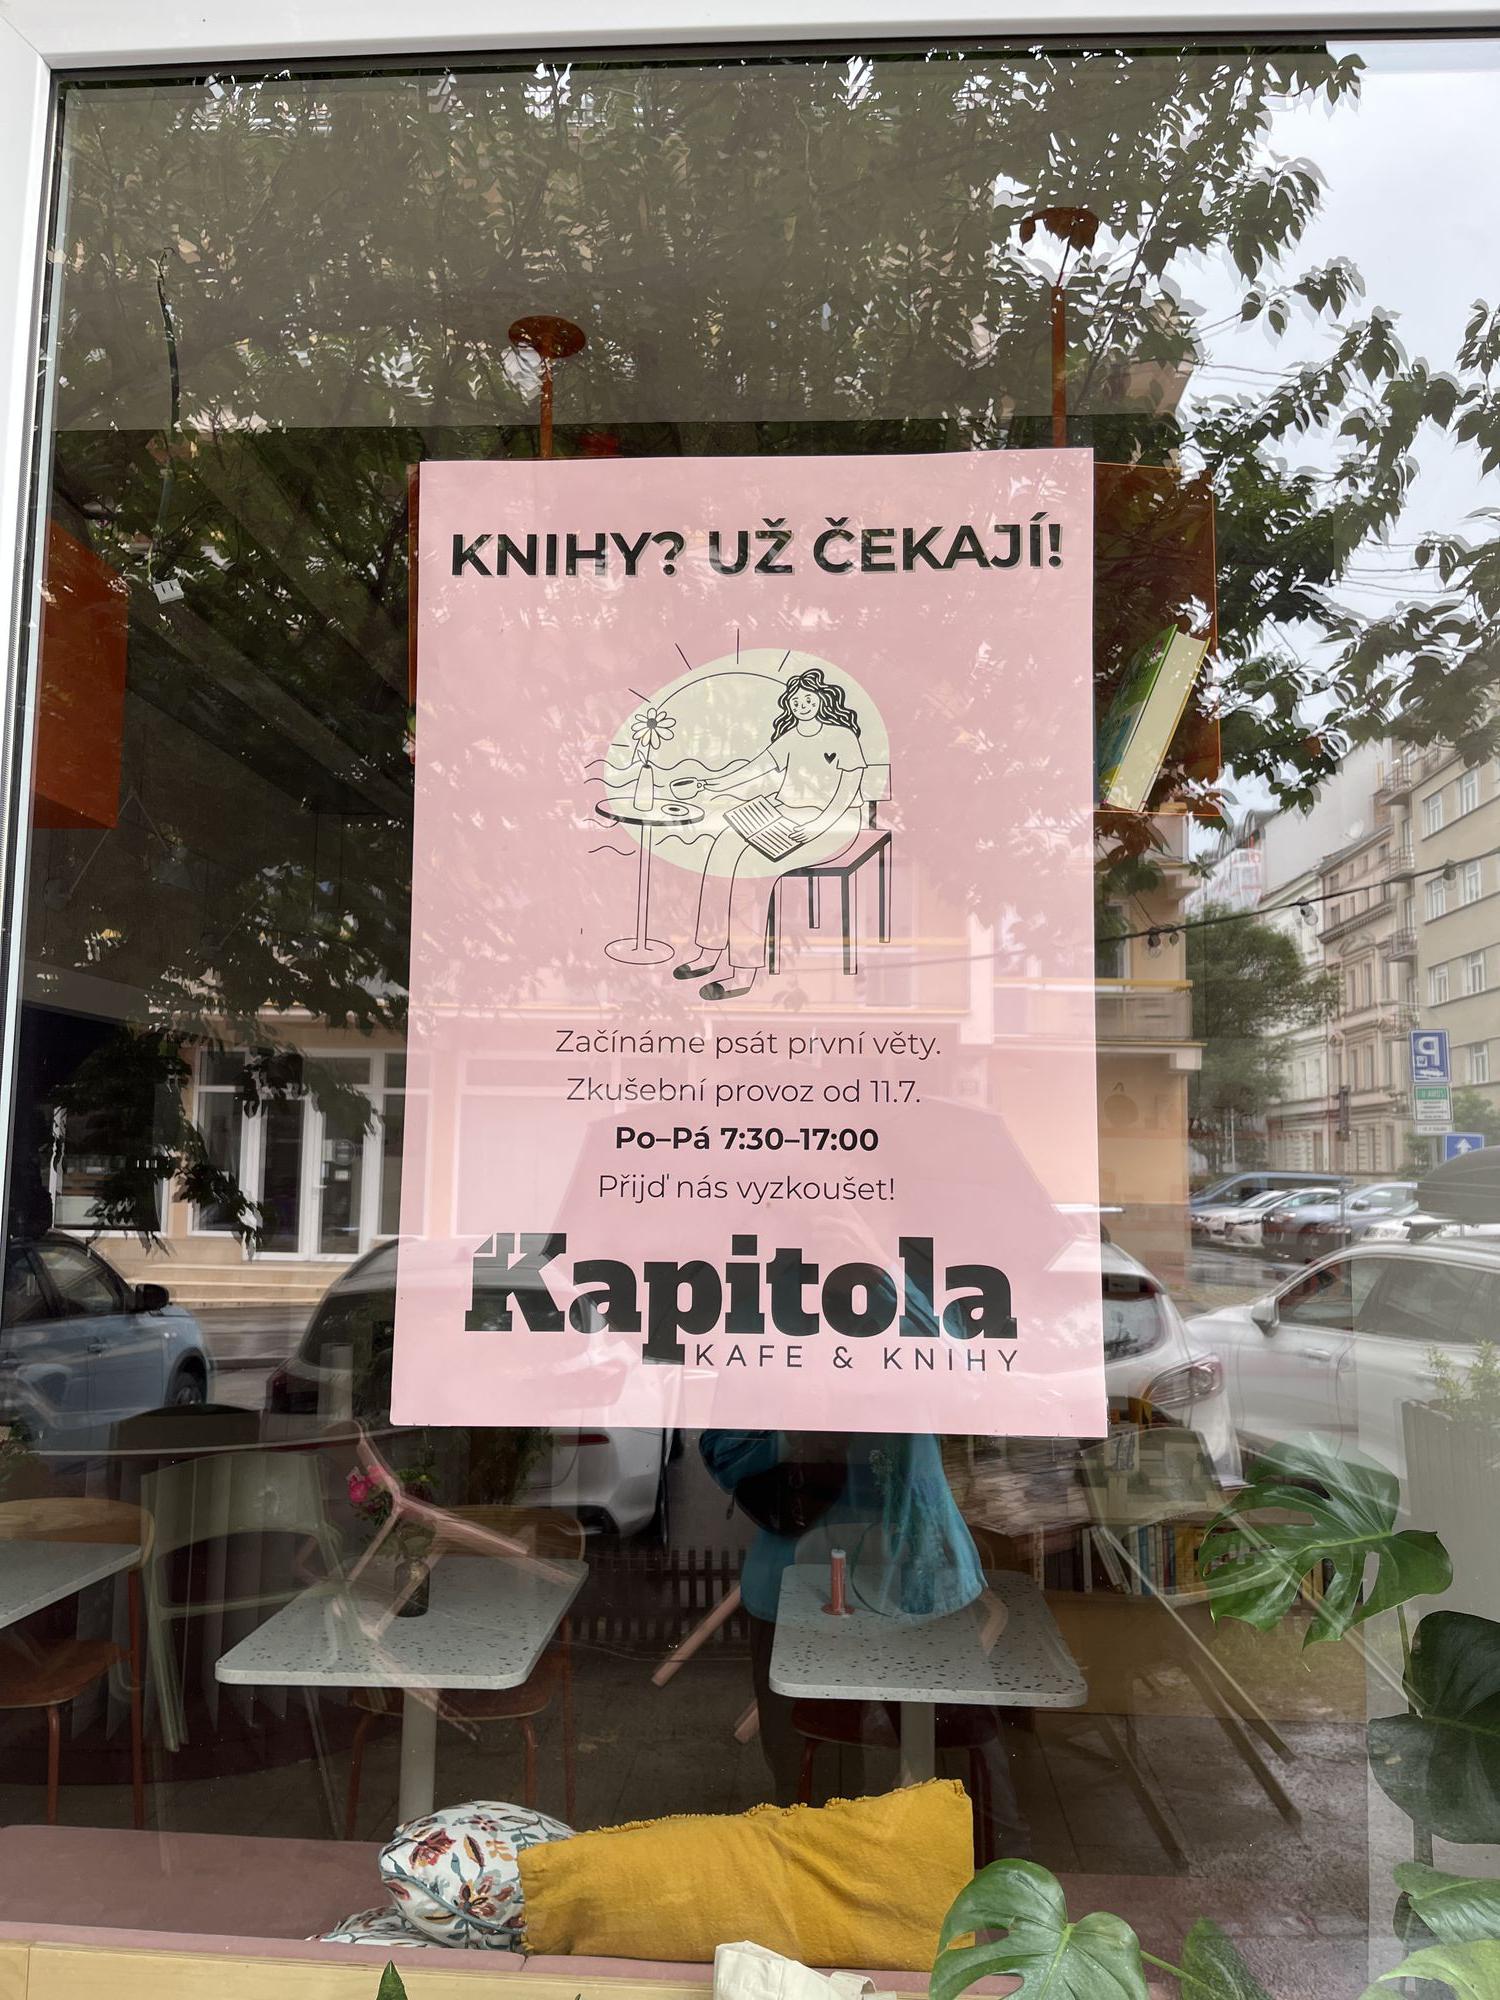 KNIHY? UŽ ČEKAJÍ!
Začínáme psát první věty.
Zkušební provoz od 11.7.
Po–Pá 7:30–17:00
Přijď nás vyzkoušet!
Kapitola
KAFE & KNIHY
P